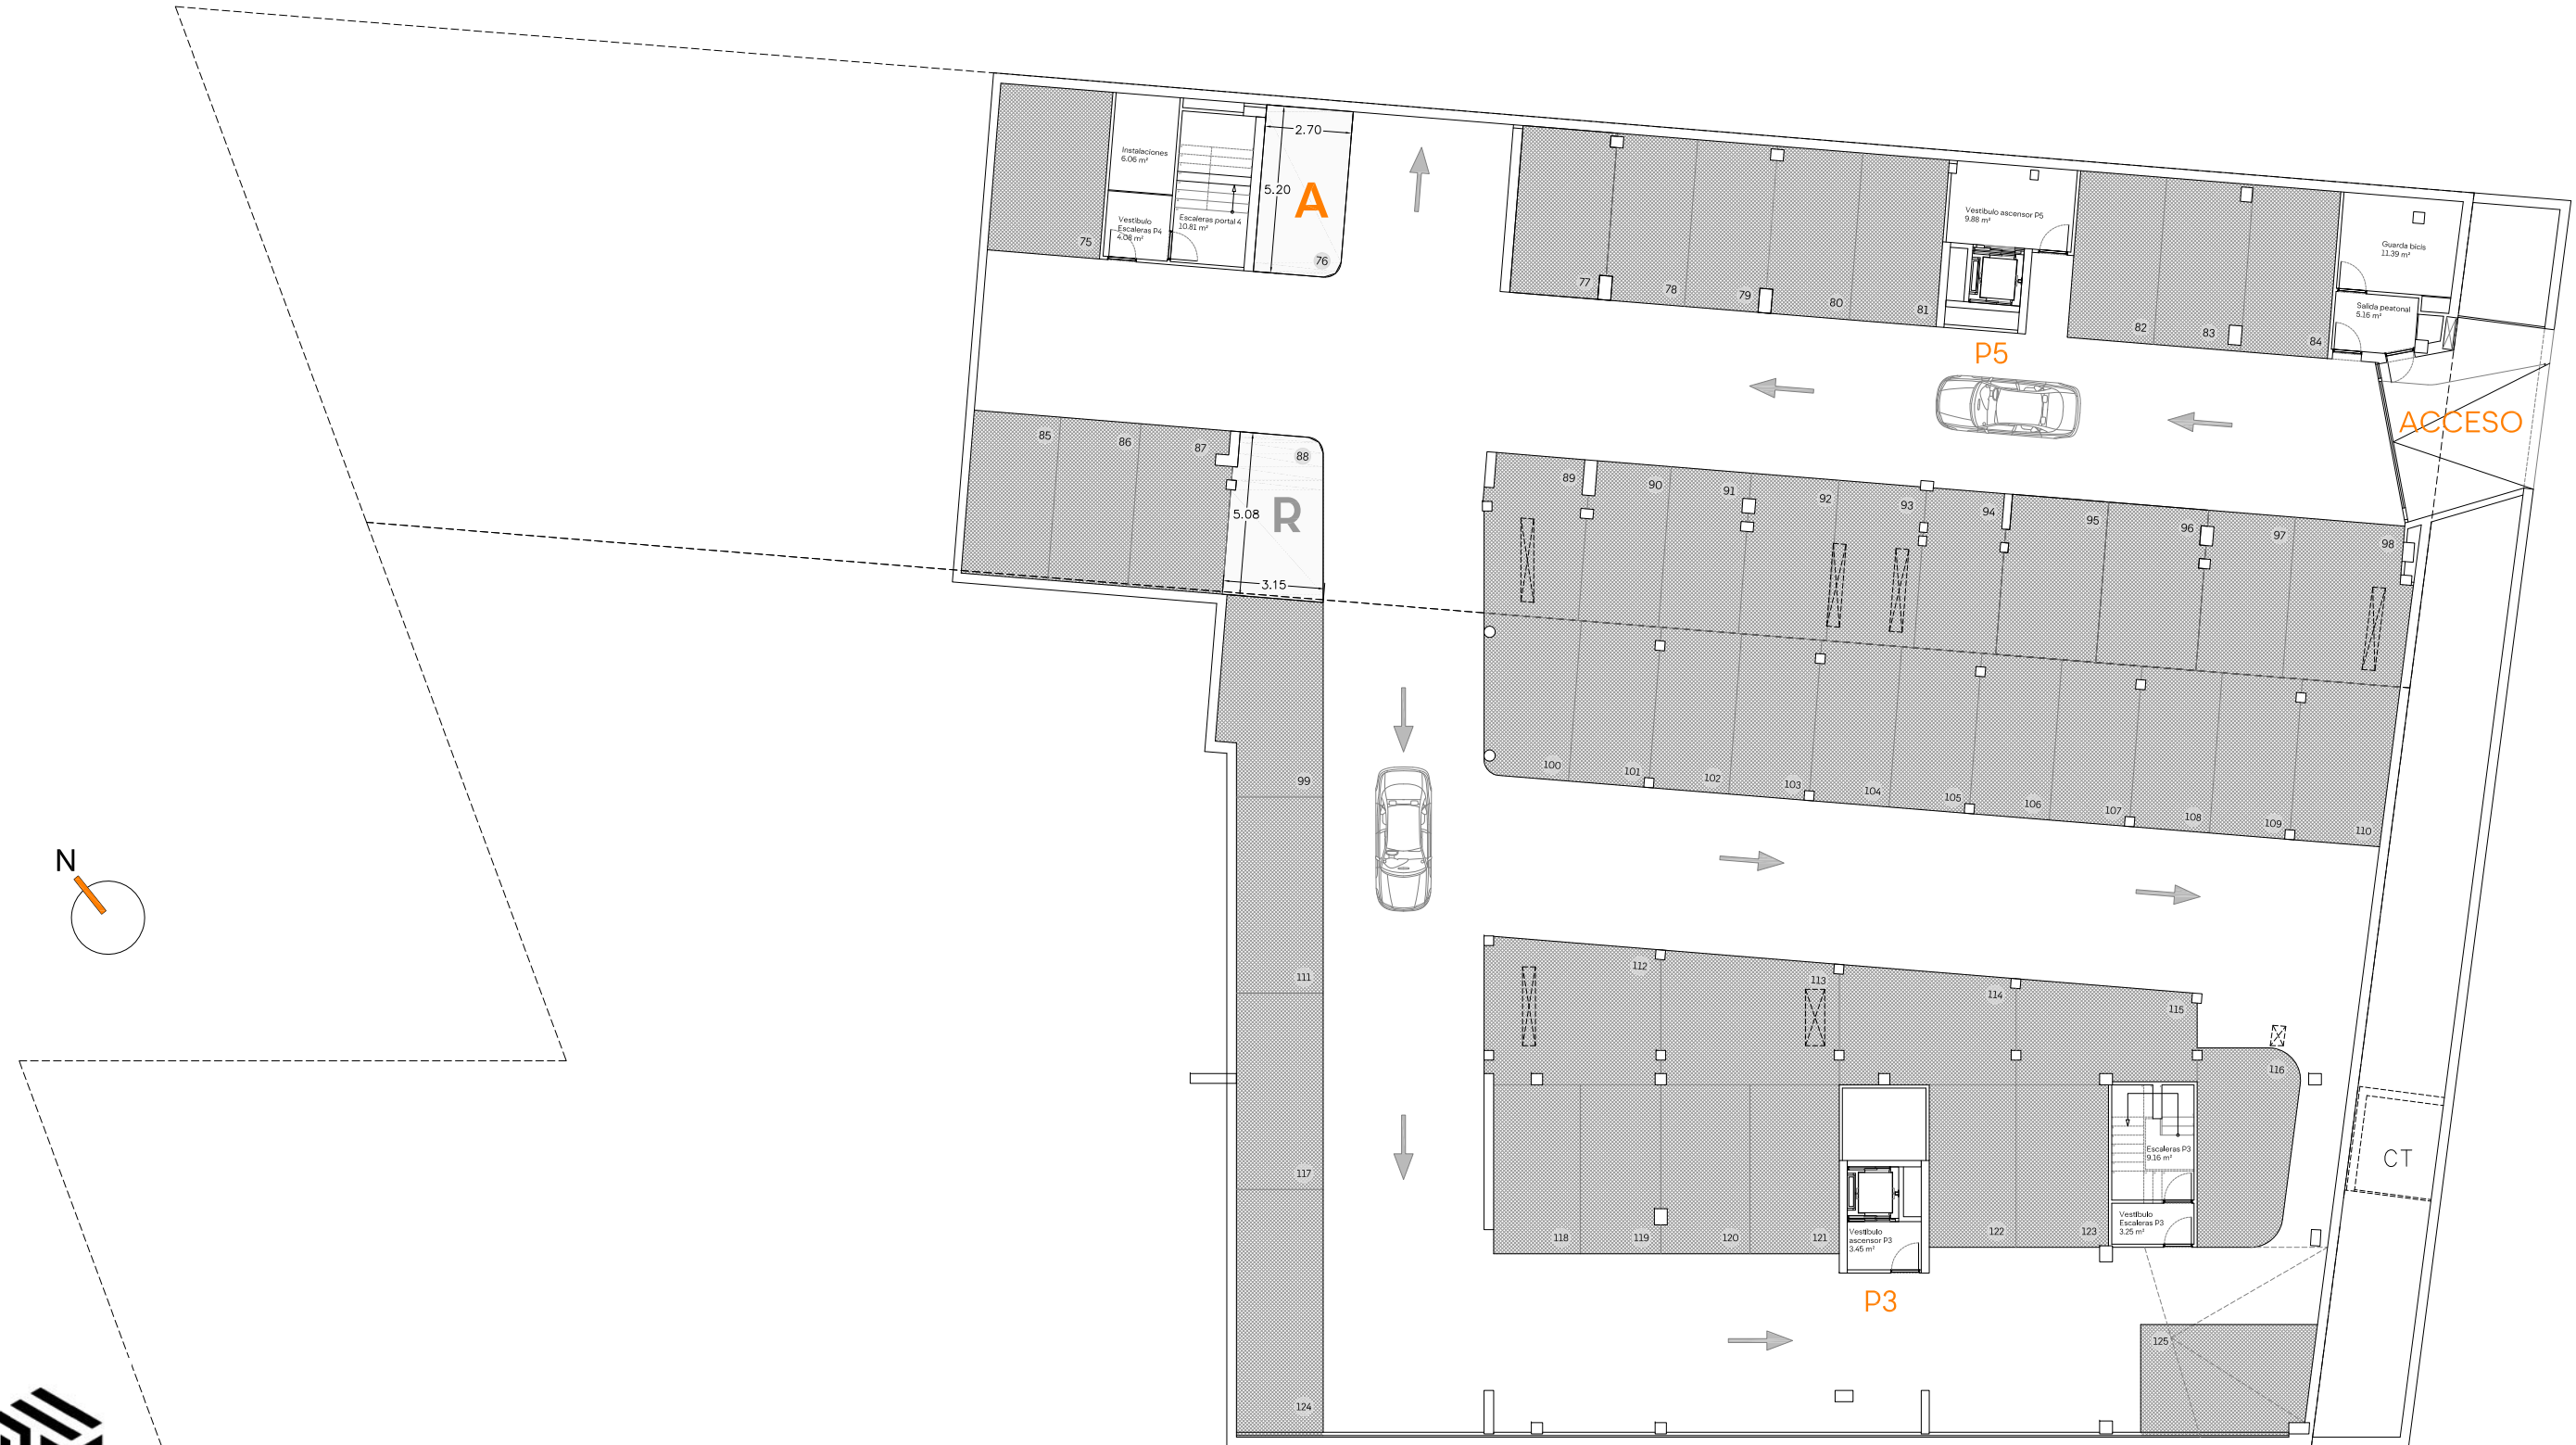 2.70
Instalaciones
6.06 m²
5.20
A
Vestíbulo
Escaleras P4
4.08 m²
Escaleras portal 4
10.81 m²
75
76
Vestíbulo ascensor P5
9.88 m²
Guarda bicis
11.39 m²
Salida peatonal
5.16 m²
77
78
79
80
81
82
83
84
P5
ACCESO
85
86
87
88
R
5.08
3.15
89
90
91
92
93
94
95
96
97
98
99
100
101
102
103
104
105
106
107
108
109
110
N
111
112
113
114
115
116
117
Escaleras P3
9.16 m²
CT
Vestíbulo
Escaleras P3
3.25 m²
118
119
120
121
Vestíbulo
ascensor P3
3.45 m²
122
123
P3
125
124